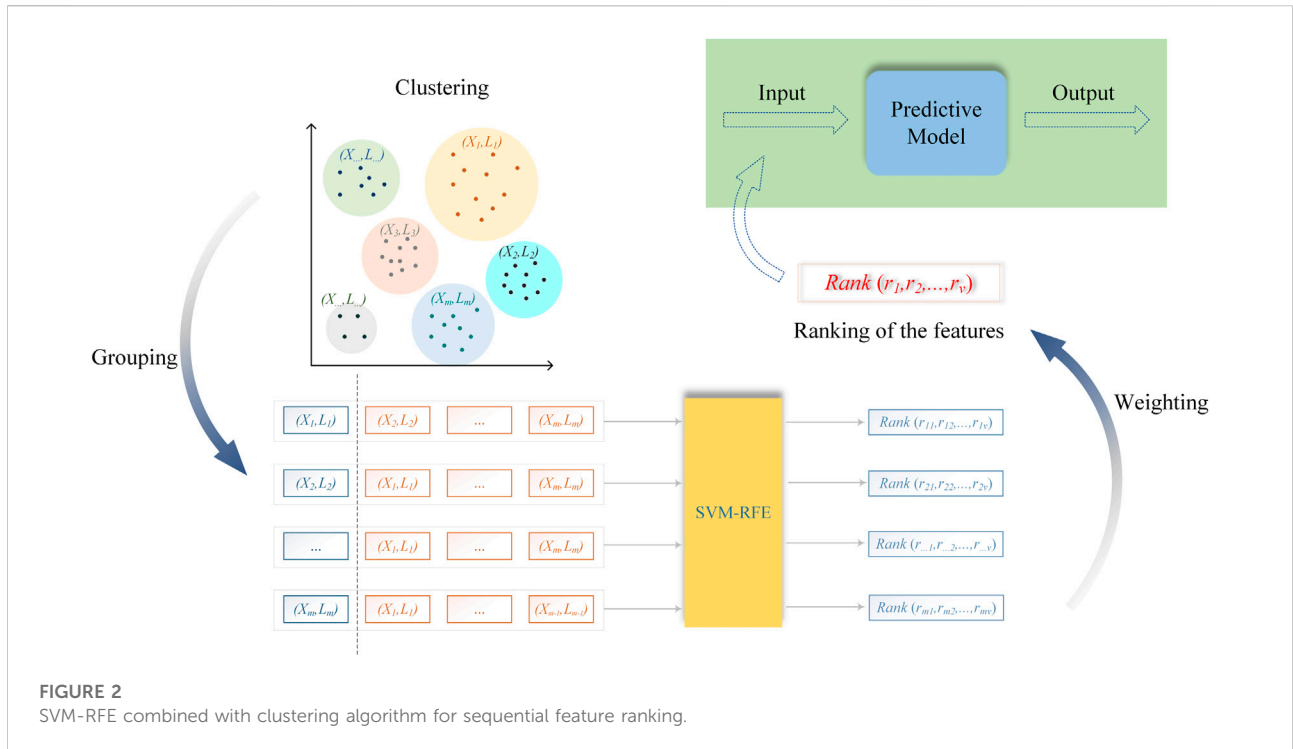 Clustering
(X...,L...)
(X1,L1)
(X3,L3)
(X2,L2)
(X...,L...)
(Xm,Lm)
Grouping
Input
Predictive
Model
Output
Rank (r1,r2,...,rv)
Ranking of the features
Weighting
(X1,L1) (X2,L2) ... (Xm,Lm)
(X2,L2) (X1,L1) ... (Xm,Lm)
... (X1,L1) ... (Xm,Lm)
(Xm,Lm) (X1,L1) ... (Xm-1,Lm-1)
SVM-RFE
Rank (r11,r12,...,r1v)
Rank (r21,r22,...,r2v)
Rank (r...1,r...2,...,r...v)
Rank (rm1,rm2,...,rmv)
FIGURE 2
SVM-RFE combined with clustering algorithm for sequential feature ranking.